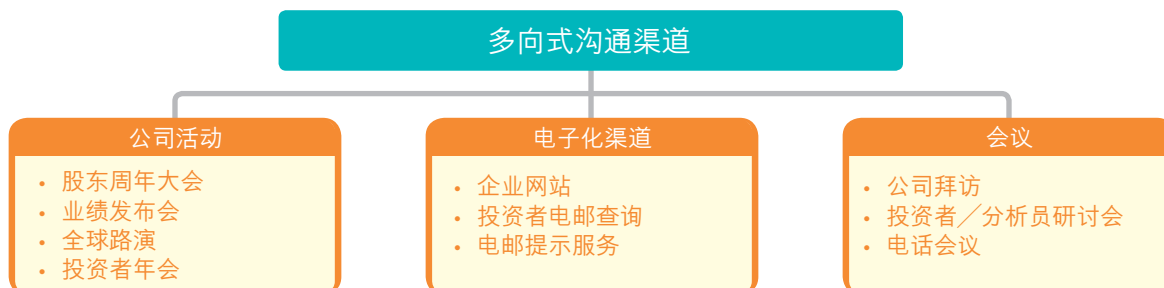 多向式沟通渠道
公司活动
• 股东周年大会
• 业绩发布会
• 全球路演
• 投资者年会
电子化渠道
• 企业网站
• 投资者电邮查询
• 电邮提示服务
会议
• 公司拜访
• 投资者／分析员研讨会
• 电话会议